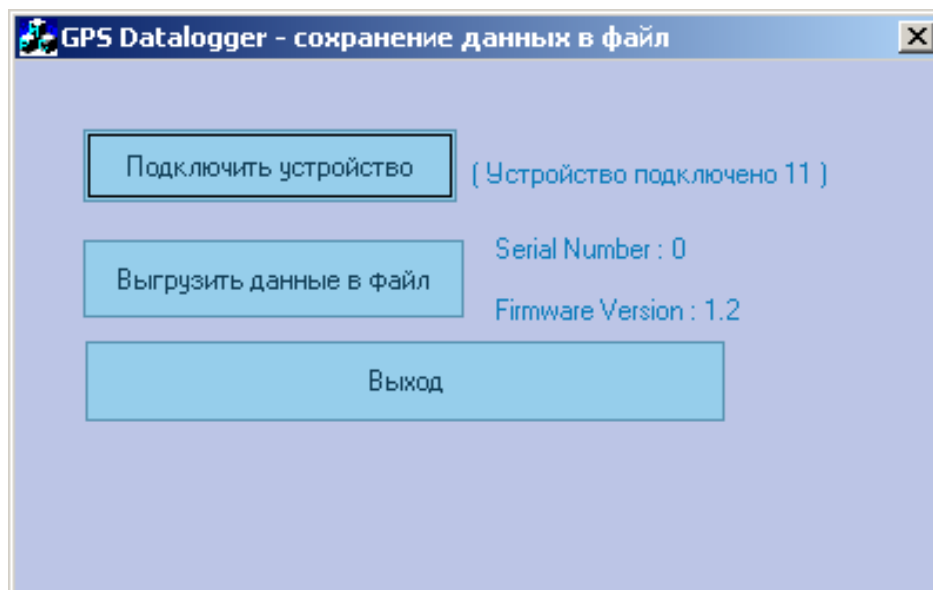 GPS Datalogger - сохранение данных в файл
Подключить устройство
( Устройство подключено 11 )
Serial Number : 0
Выгрузить данные в файл
Firmware Version : 1.2
Выход